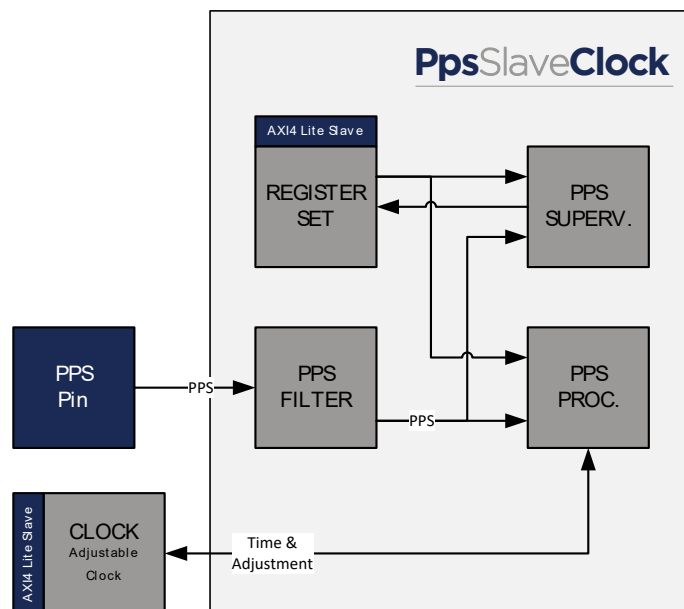 PpsSlaveClock
AXI4 Lite Slave
REGISTER
SET
PPS
SUPERV.
PPS
Pin
PPS
PPS
FILTER
PPS
PPS
PROC.
AXI4 Lite Slave
CLOCK
Adjustable
Clock
Time &
Adjustment